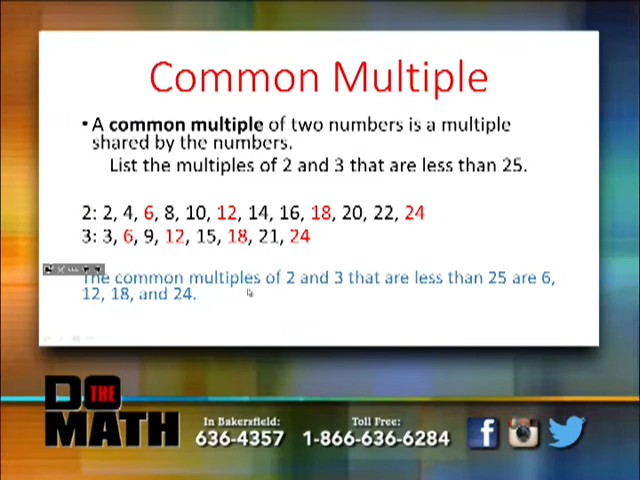 Common Multiple
▪ A common multiple of two numbers is a multiple
shared by the numbers.
List the multiples of 2 and 3 that are less than 25.
2: 2, 4, 6, 8, 10, 12, 14, 16, 18, 20, 22, 24
3: 3, 6, 9, 12, 15, 18, 21, 24
The common multiples of 2 and 3 that are less than 25 are 6,
12, 18, and 24.
DO THE
MATH
In Bakersfield:
636-4357
Toll Free:
1-866-636-6284